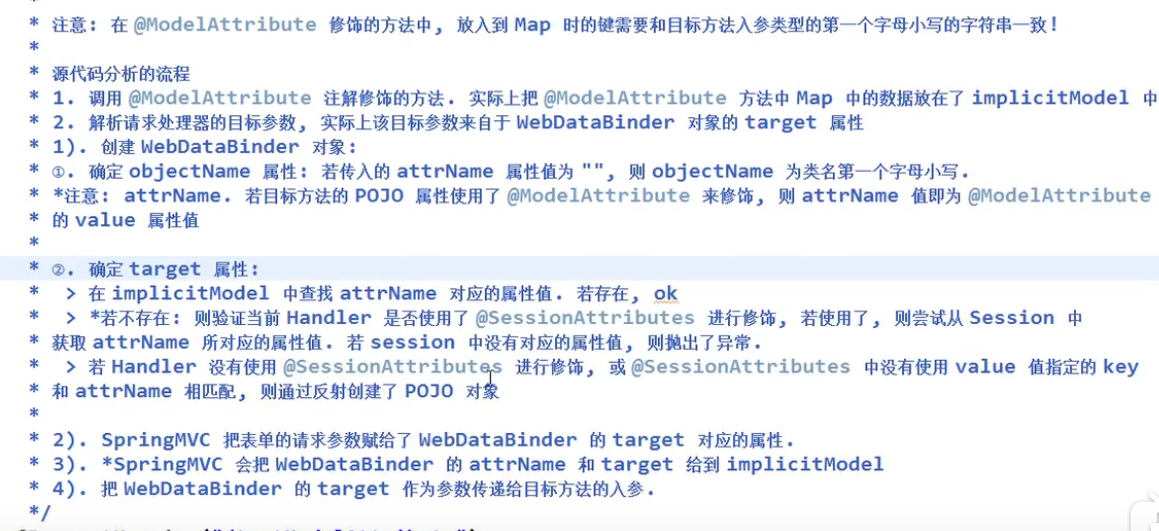 *
* 注意: 在 @ModelAttribute 修饰的方法中, 放入到 Map 时的键需要和目标方法入参类型的第一个字母小写的字符串一致!
*
* 源代码分析的流程
* 1. 调用 @ModelAttribute 注解修饰的方法. 实际上把 @ModelAttribute 方法中 Map 中的数据放在了 implicitModel 中
* 2. 解析请求处理器的目标参数, 实际上该目标参数来自于 WebDataBinder 对象的 target 属性
* 1). 创建 WebDataBinder 对象:
* ①. 确定 objectName 属性: 若传入的 attrName 属性值为 "", 则 objectName 为类名第一个字母小写.
* *注意: attrName. 若目标方法的 POJO 属性使用了 @ModelAttribute 来修饰, 则 attrName 值即为 @ModelAttribute
* 的 value 属性值
*
* ②. 确定 target 属性:
*  > 在 implicitModel 中查找 attrName 对应的属性值. 若存在, ok
*  > *若不存在: 则验证当前 Handler 是否使用了 @SessionAttributes 进行修饰, 若使用了, 则尝试从 Session 中
* 获取 attrName 所对应的属性值. 若 session 中没有对应的属性值, 则抛出了异常.
*  > 若 Handler 没有使用 @SessionAttributes 进行修饰, 或 @SessionAttributes 中没有使用 value 值指定的 key
* 和 attrName 相匹配, 则通过反射创建了 POJO 对象
*
* 2). SpringMVC 把表单的请求参数赋给了 WebDataBinder 的 target 对应的属性.
* 3). *SpringMVC 会把 WebDataBinder 的 attrName 和 target 给到 implicitModel
* 4). 把 WebDataBinder 的 target 作为参数传递给目标方法的入参.
*/